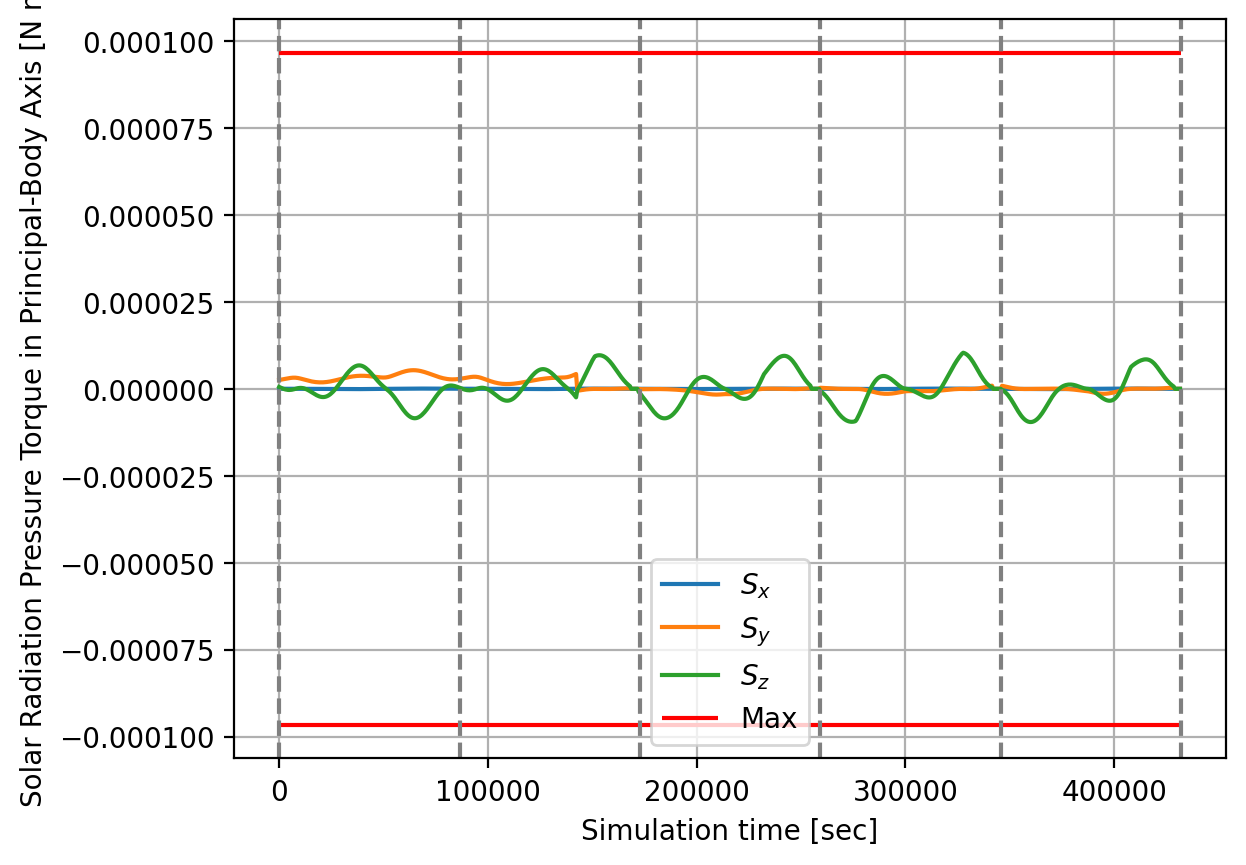 Solar Radiation Pressure Torque in Principal-Body Axis [N
0.000100
0.000075
0.000050
0.000025
0.000000
−0.000025
−0.000050
−0.000075
−0.000100
S_x
S_y
S_z
Max
0 100000 200000 300000 400000
Simulation time [sec]